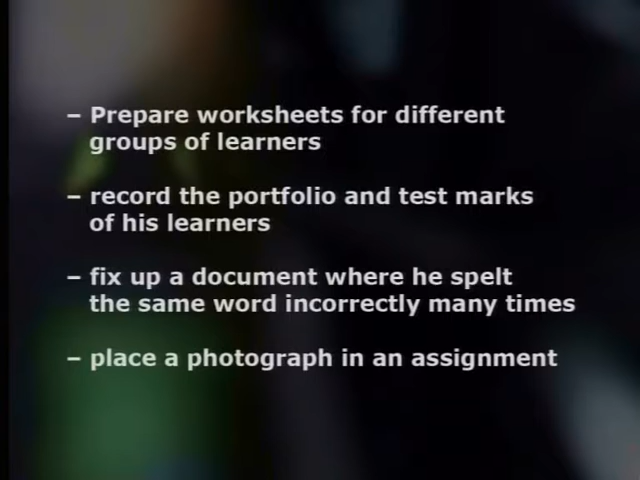 – Prepare worksheets for different
groups of learners
– record the portfolio and test marks
of his learners
– fix up a document where he spelt
the same word incorrectly many times
– place a photograph in an assignment